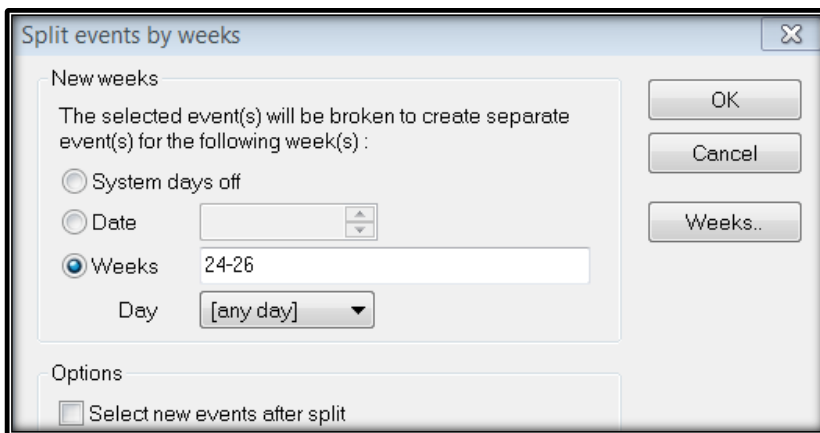 Split events by weeks
New weeks
The selected event(s) will be broken to create separate
event(s) for the following week(s) :
System days off
Date
Weeks 24-26
Day [any day]
OK
Cancel
Weeks..
Options
Select new events after split